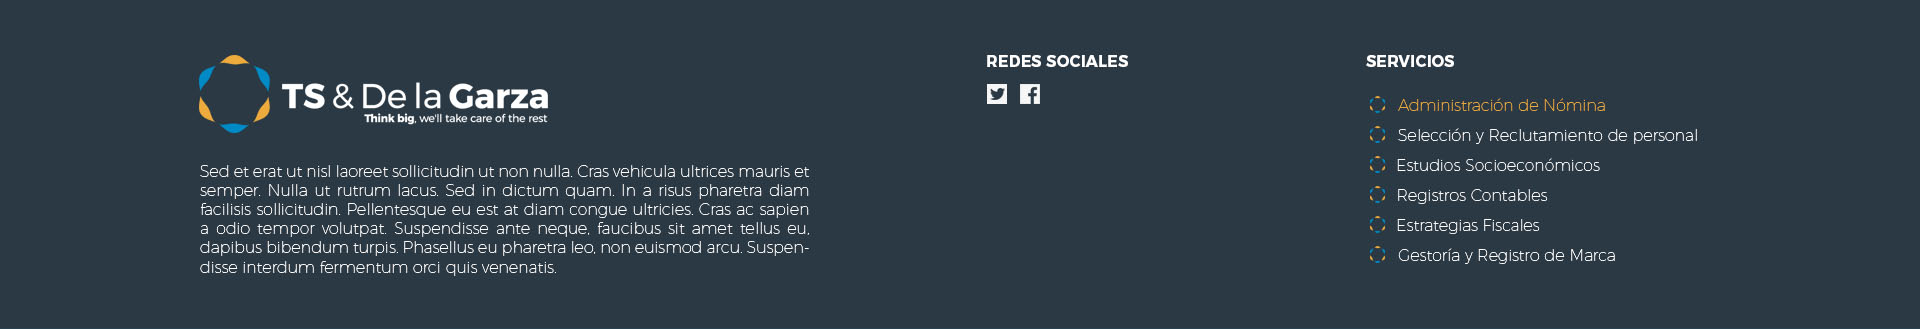 TS & De la Garza
Think big, we'll take care of the rest
Sed et erat ut nisl laoreet sollicitudin ut non nulla. Cras vehicula ultrices mauris et
semper. Nulla ut rutrum lacus. Sed in dictum quam. In a risus pharetra diam
facilisis sollicitudin. Pellentesque eu est at diam congue ultricies. Cras ac sapien
a odio tempor volutpat. Suspendisse ante neque, faucibus sit amet tellus eu,
dapibus bibendum turpis. Phasellus eu pharetra leo, non euismod arcu. Suspen-
disse interdum fermentum orci quis venenatis.
REDES SOCIALES
SERVICIOS
Administración de Nómina
Selección y Reclutamiento de personal
Estudios Socioeconómicos
Registros Contables
Estrategias Fiscales
Gestoría y Registro de Marca